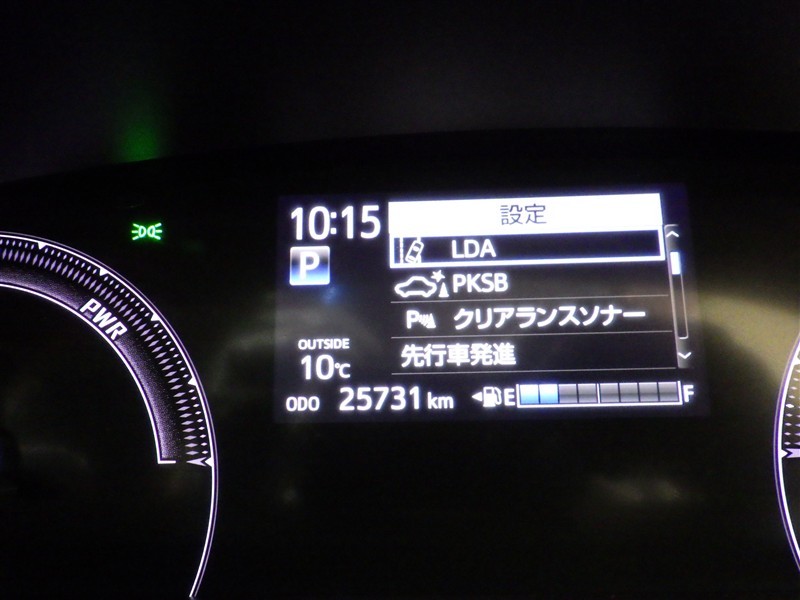 10:15
設定
LDA
P
PKSB
P クリアランスソナー
先行車発進
OUTSIDE
10℃
ODO 25731 km
E F
PWR